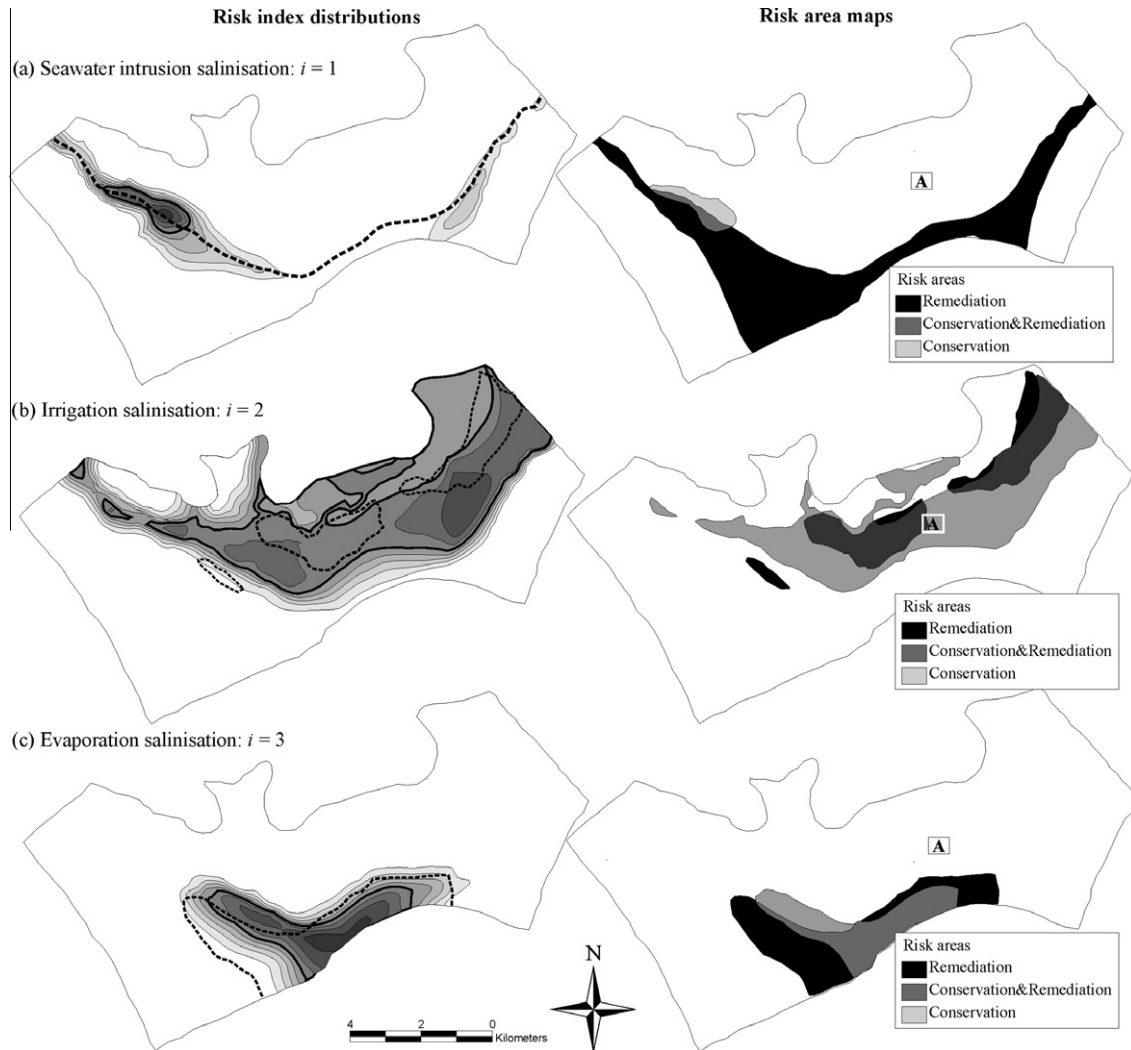 Risk index distributions
Risk area maps
(a) Seawater intrusion salinisation: i = 1
A
Risk areas
Remediation
Conservation&Remediation
Conservation
(b) Irrigation salinisation: i = 2
A
Risk areas
Remediation
Conservation&Remediation
Conservation
(c) Evaporation salinisation: i = 3
A
Risk areas
Remediation
Conservation&Remediation
Conservation
N
4 2 0
Kilometers